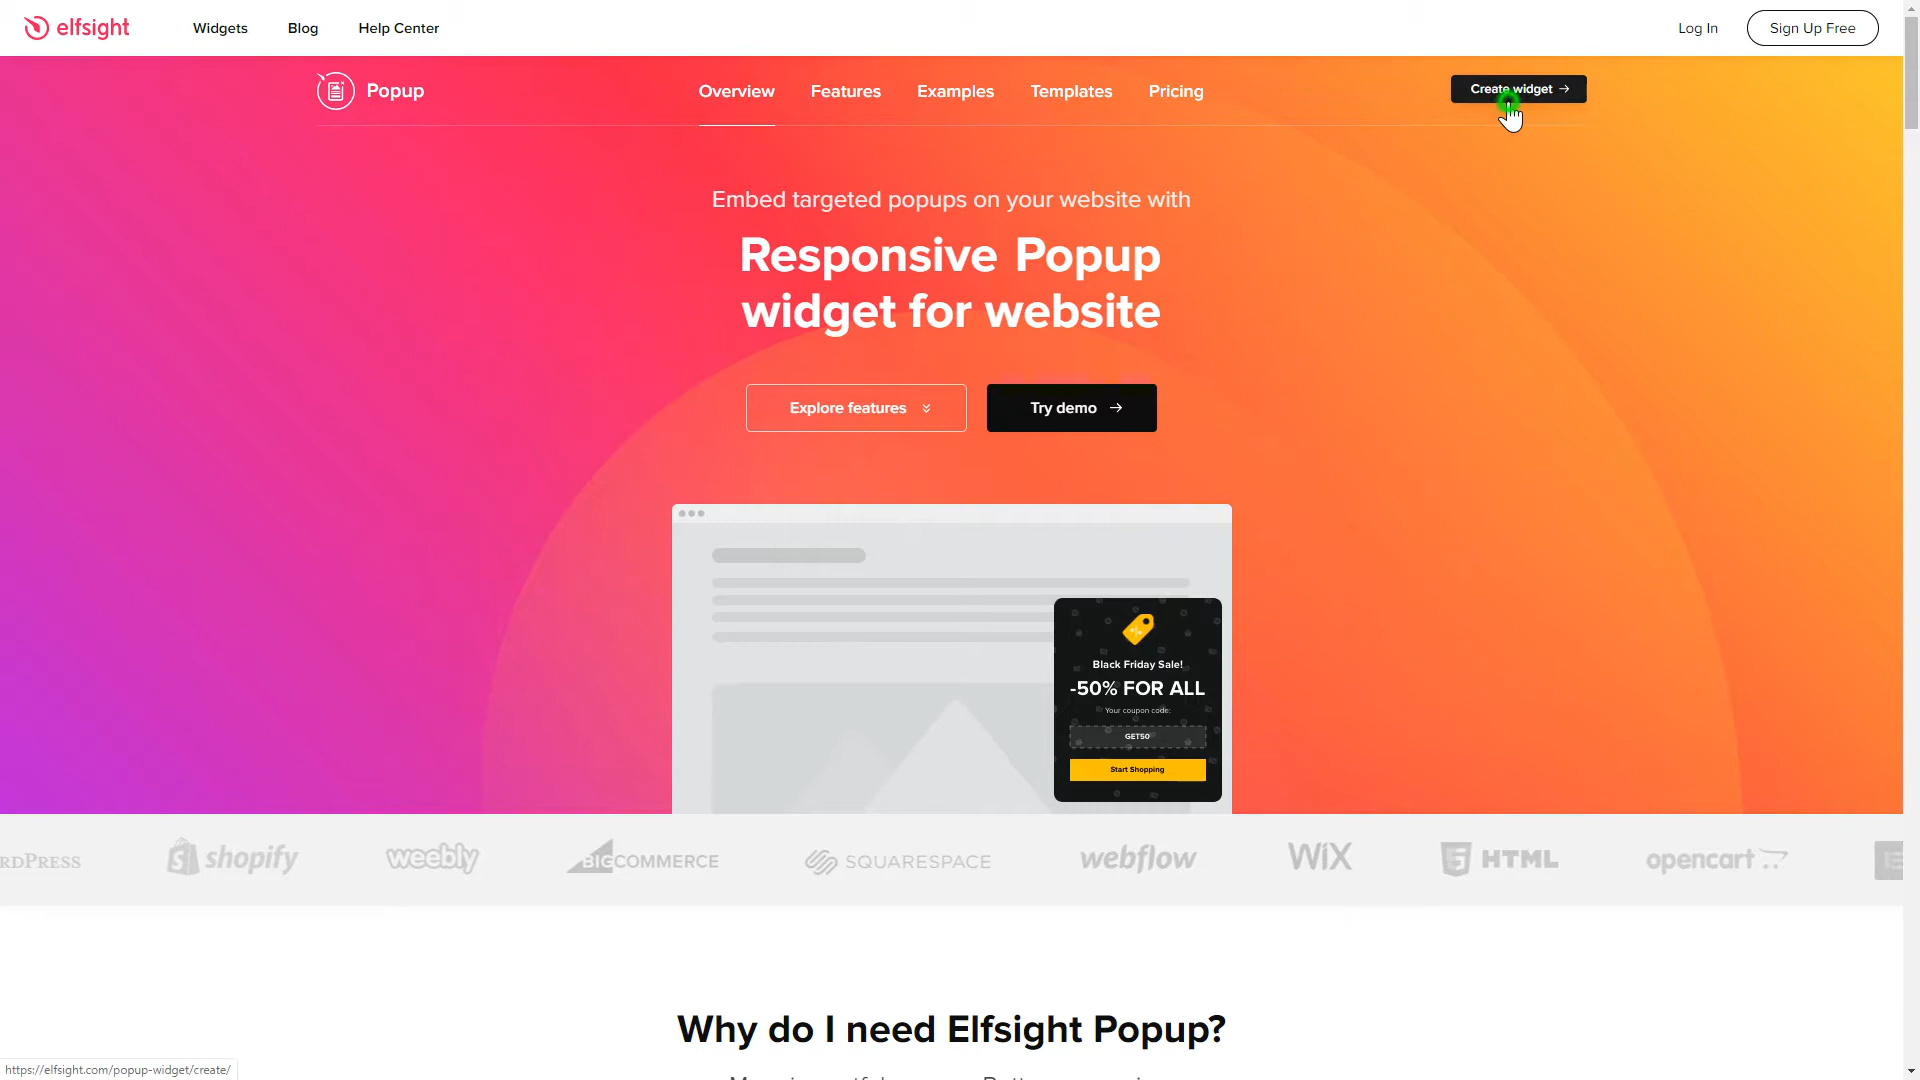 elfsight
Widgets
Blog
Help Center
Log In
Sign Up Free
Popup
Overview
Features
Examples
Templates
Pricing
Create widget
Embed targeted popups on your website with
Responsive Popup
widget for website
Explore features
Try demo
Black Friday Sale!
-50% FOR ALL
Your coupon code:
GET50
Start Shopping
RDPRESS
shopify
weebly
BIGCOMMERCE
SQUARESPACE
webflow
WiX
HTML
opencart
Why do I need Elfsight Popup?
https://elfsight.com/popup-widget/create/